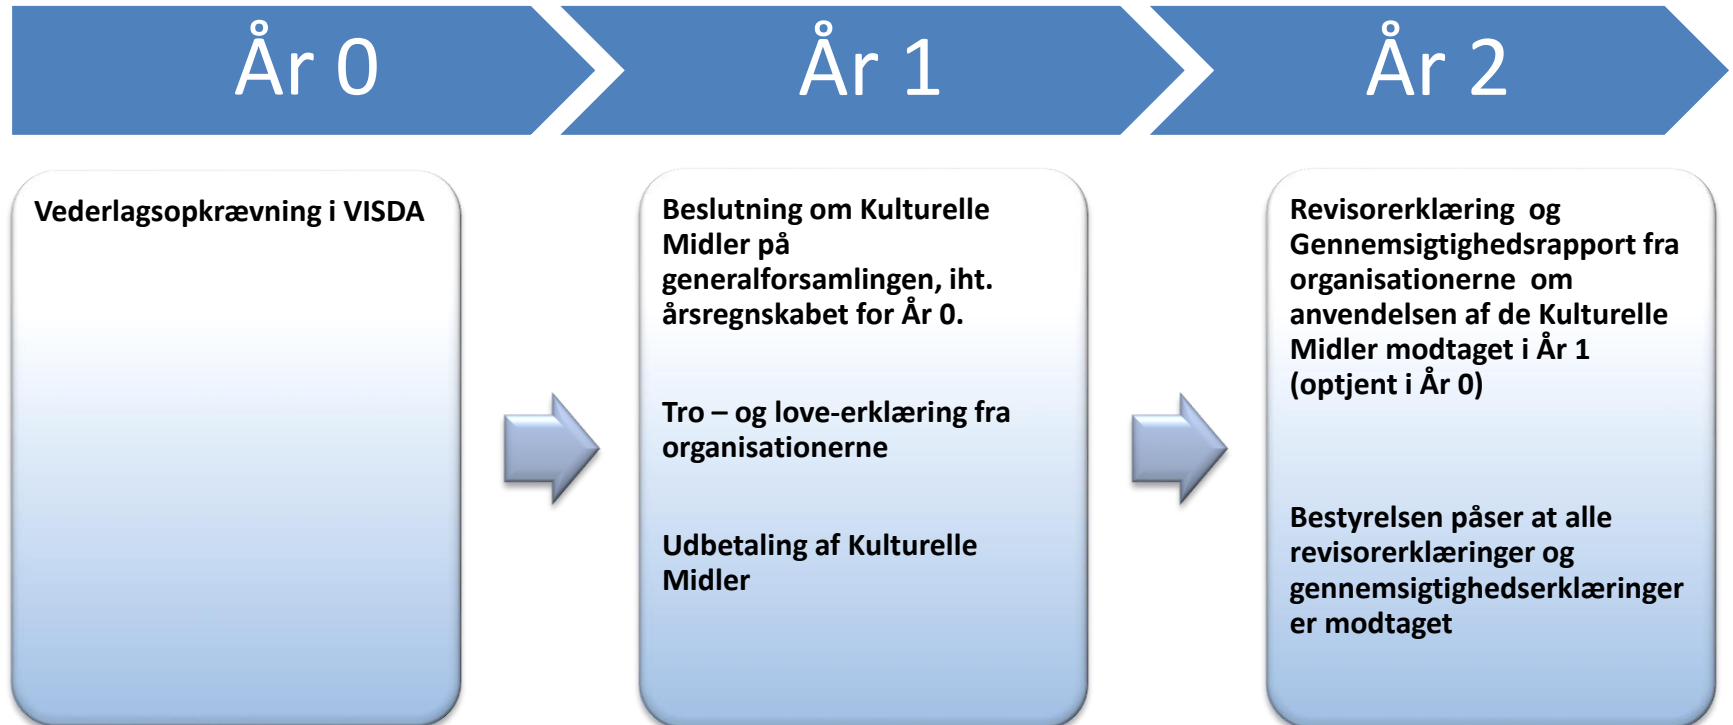 År 0
År 1
År 2
Vederlagsopkrævning i VISDA
Beslutning om Kulturelle
Midler på
generalforsamlingen, iht.
årsregnskabet for År 0.
Tro – og love-erklæring fra
organisationerne
Udbetaling af Kulturelle
Midler
Revisorerklæring og
Gennemsigtighedsrapport fra
organisationerne om
anvendelsen af de Kulturelle
Midler modtaget i År 1
(optjent i År 0)
Bestyrelsen påser at alle
revisorerklæringer og
gennemsigtighedserklæringer
er modtaget